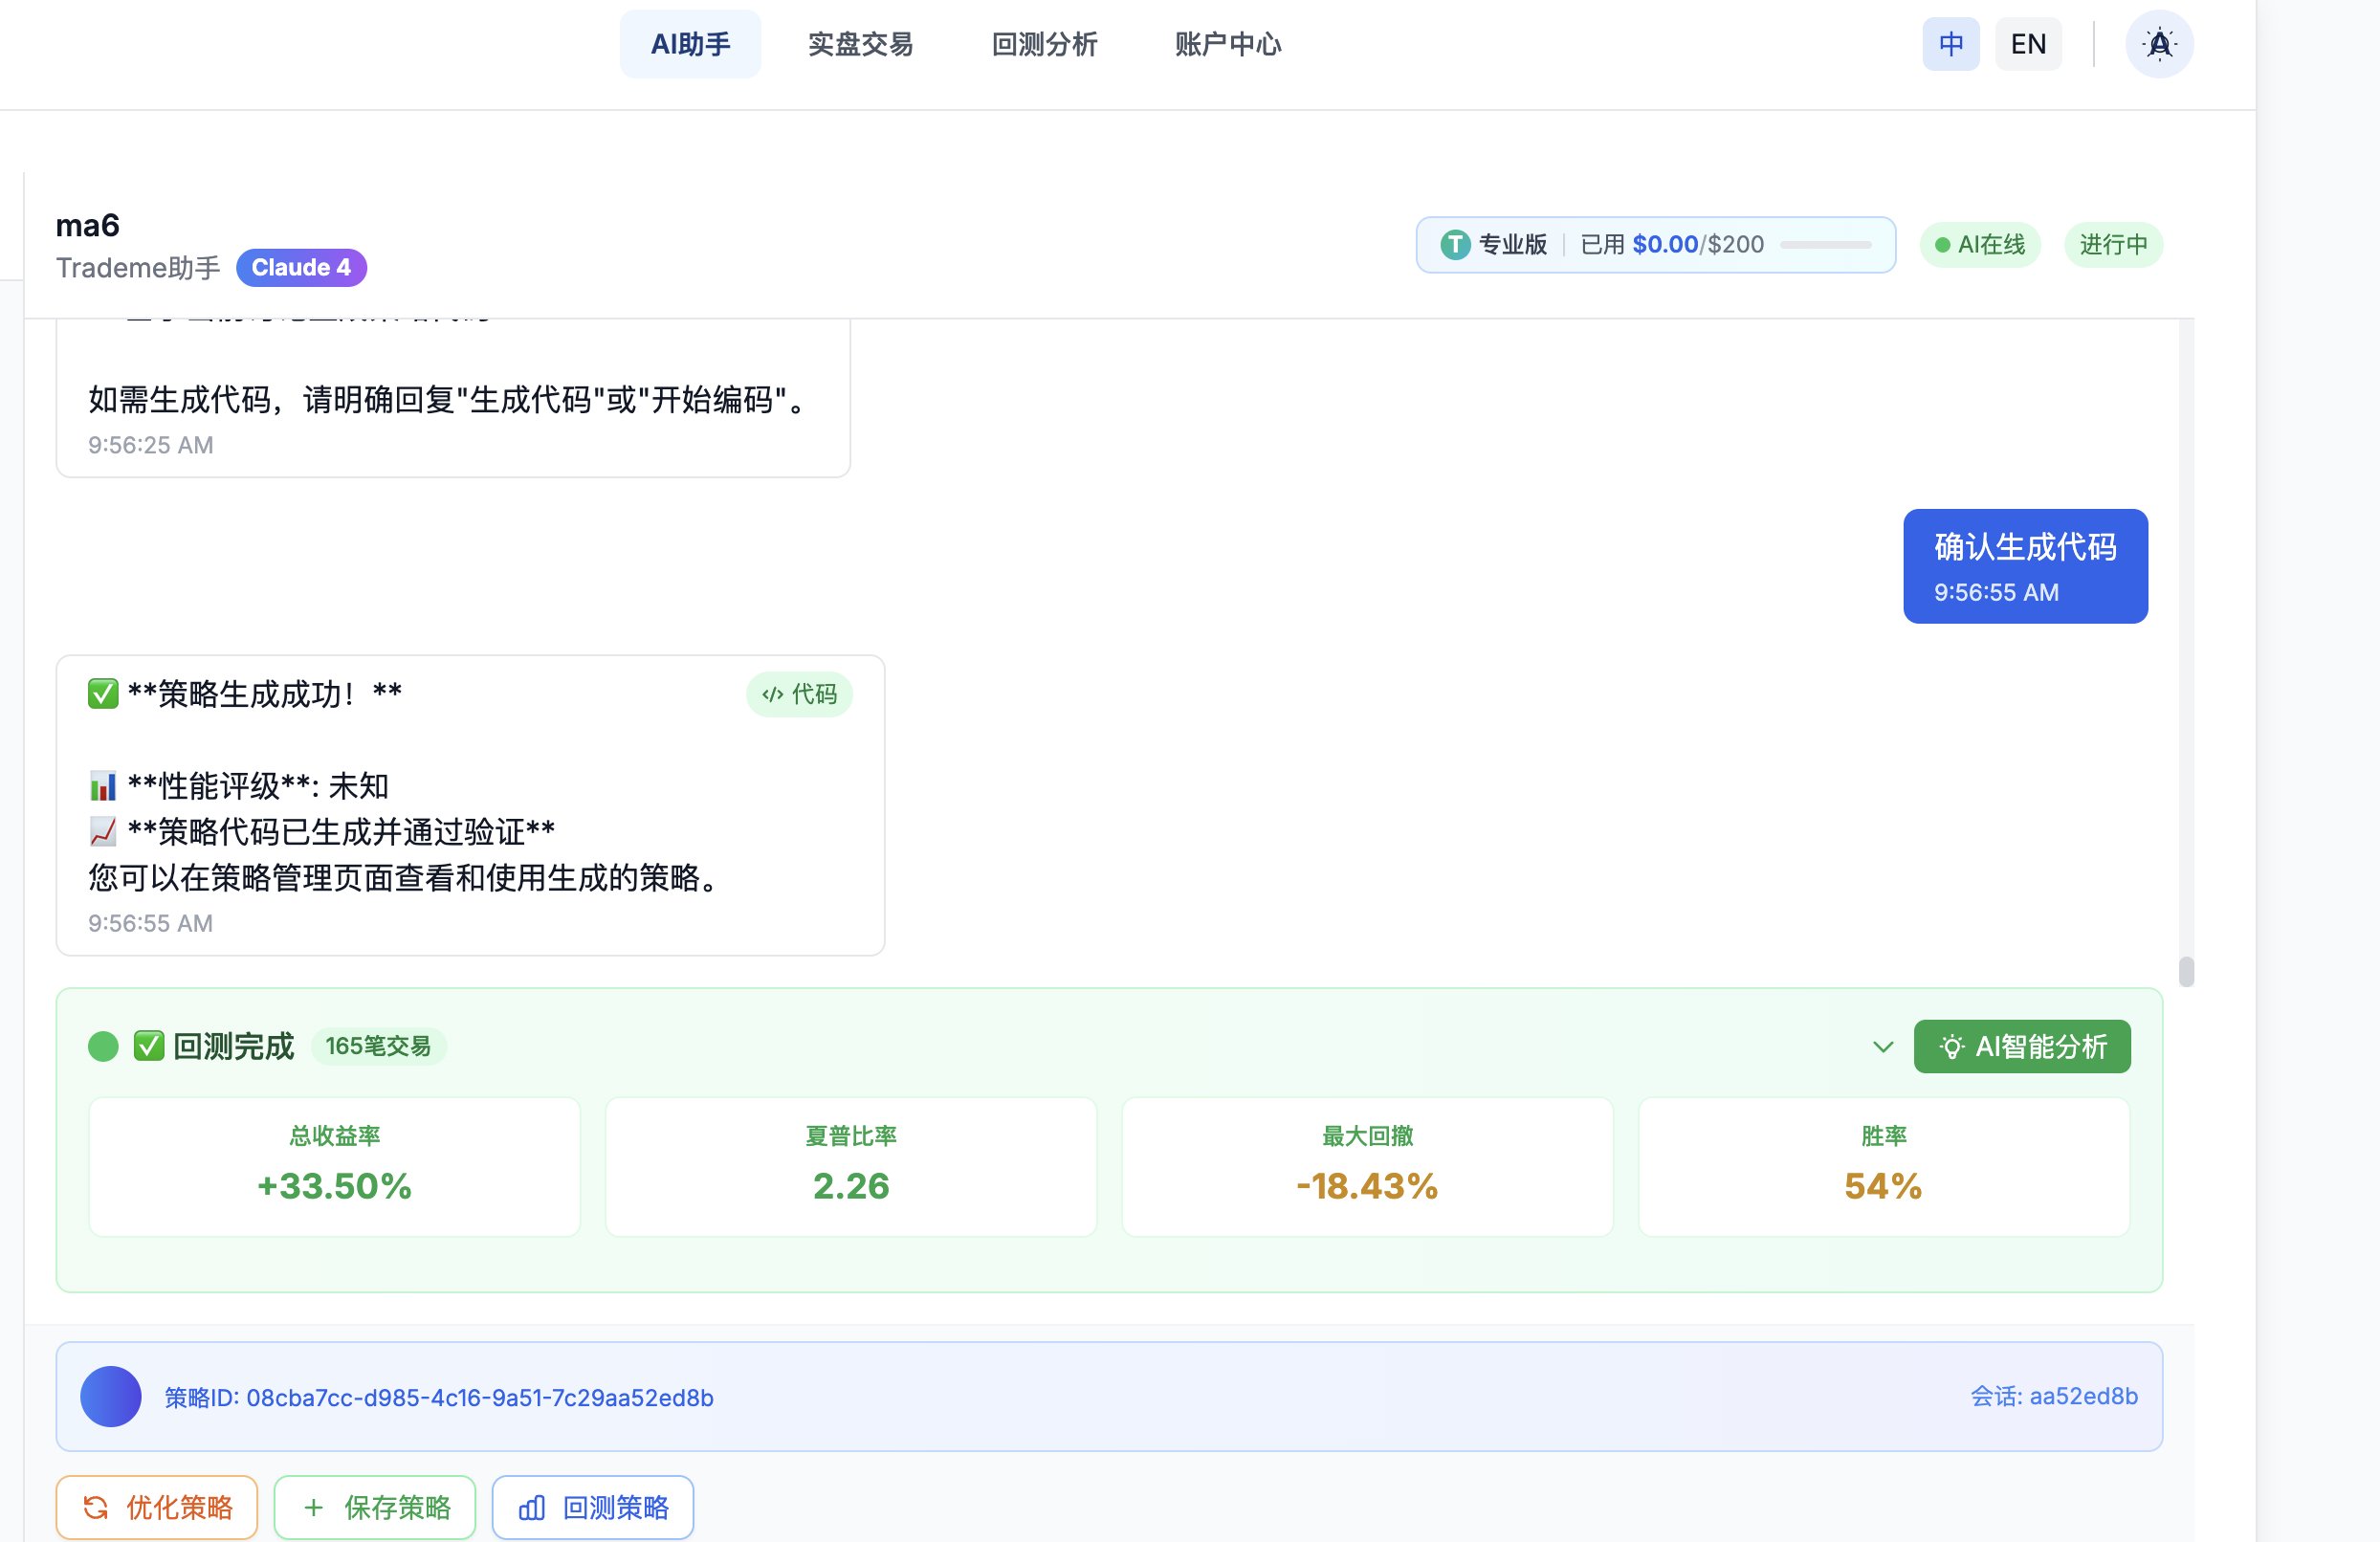 AI助手 实盘交易 回测分析 账户中心 中 EN
ma6
Trademe助手 Claude 4
T 专业版 已用 $0.00/$200 AI在线 进行中
如需生成代码，请明确回复"生成代码"或"开始编码"。
9:56:25 AM
确认生成代码
9:56:55 AM
✅ **策略生成成功！**
</> 代码
📊 **性能评级**: 未知
📈 **策略代码已生成并通过验证**
您可以在策略管理页面查看和使用生成的策略。
9:56:55 AM
✅ 回测完成 165笔交易 AI智能分析
总收益率 夏普比率 最大回撤 胜率
+33.50% 2.26 -18.43% 54%
策略ID: 08cba7cc-d985-4c16-9a51-7c29aa52ed8b 会话: aa52ed8b
优化策略 + 保存策略 回测策略